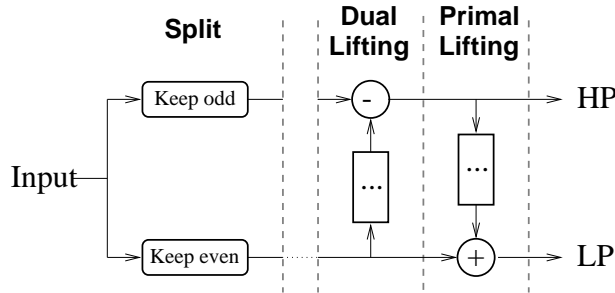 Split
Dual
Lifting
Primal
Lifting
Keep odd
-
HP
Input
...
...
Keep even
+
LP